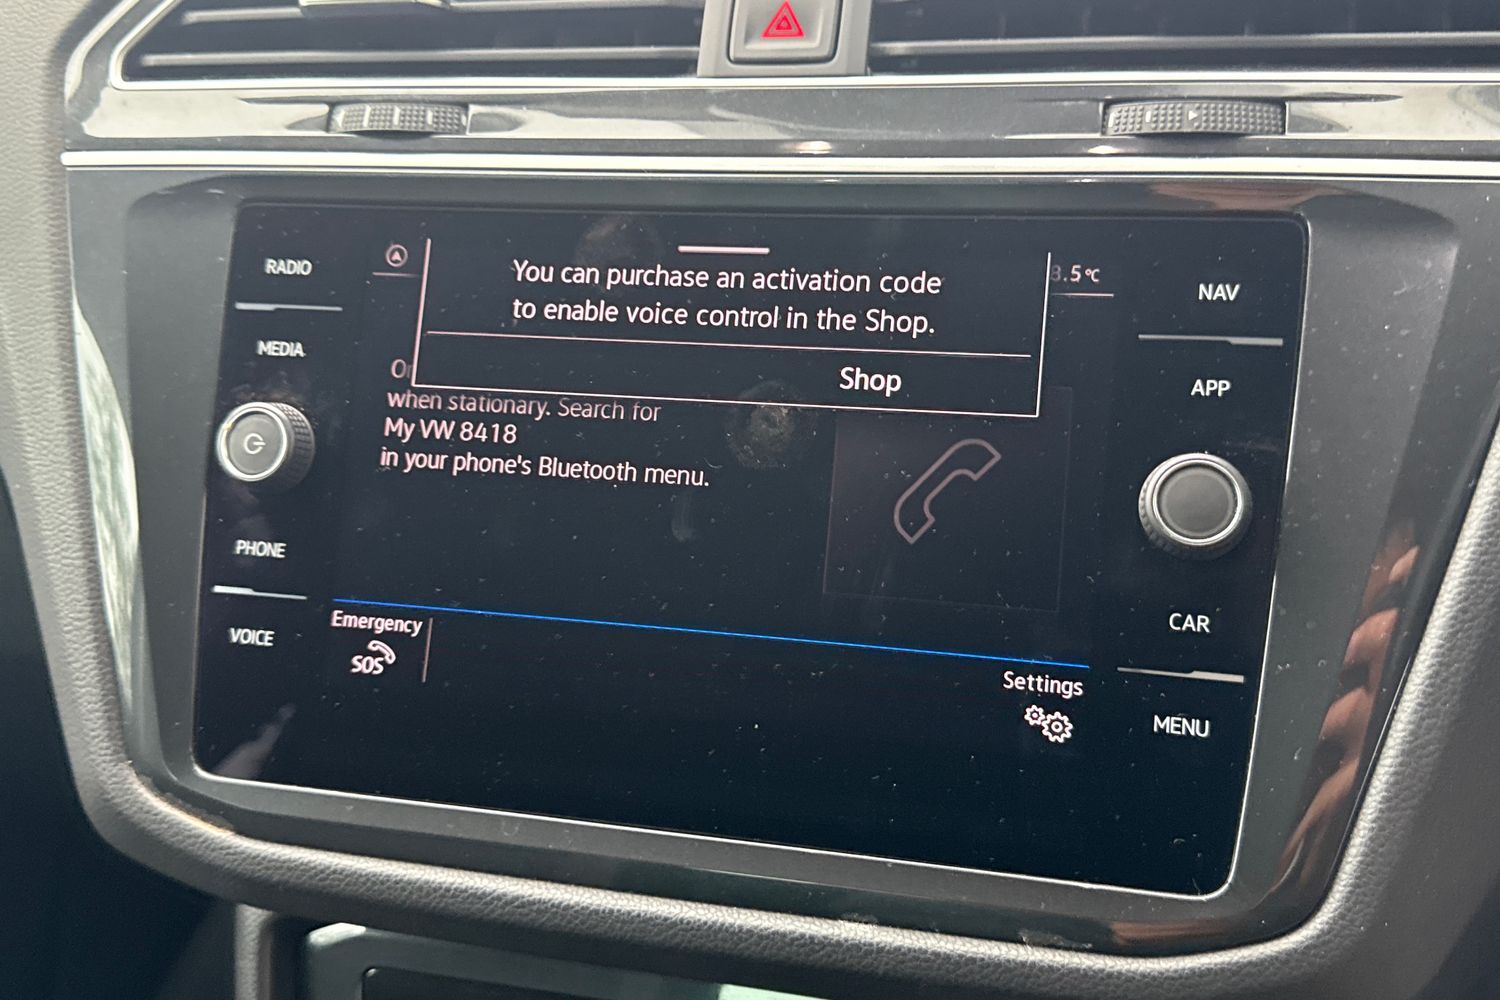 RADIO
MEDIA
PHONE
VOICE
You can purchase an activation code
to enable voice control in the Shop.
Shop
.5°C
when stationary. Search for
My VW 8418
in your phone's Bluetooth menu.
Emergency
SOS
Settings
NAV
APP
CAR
MENU